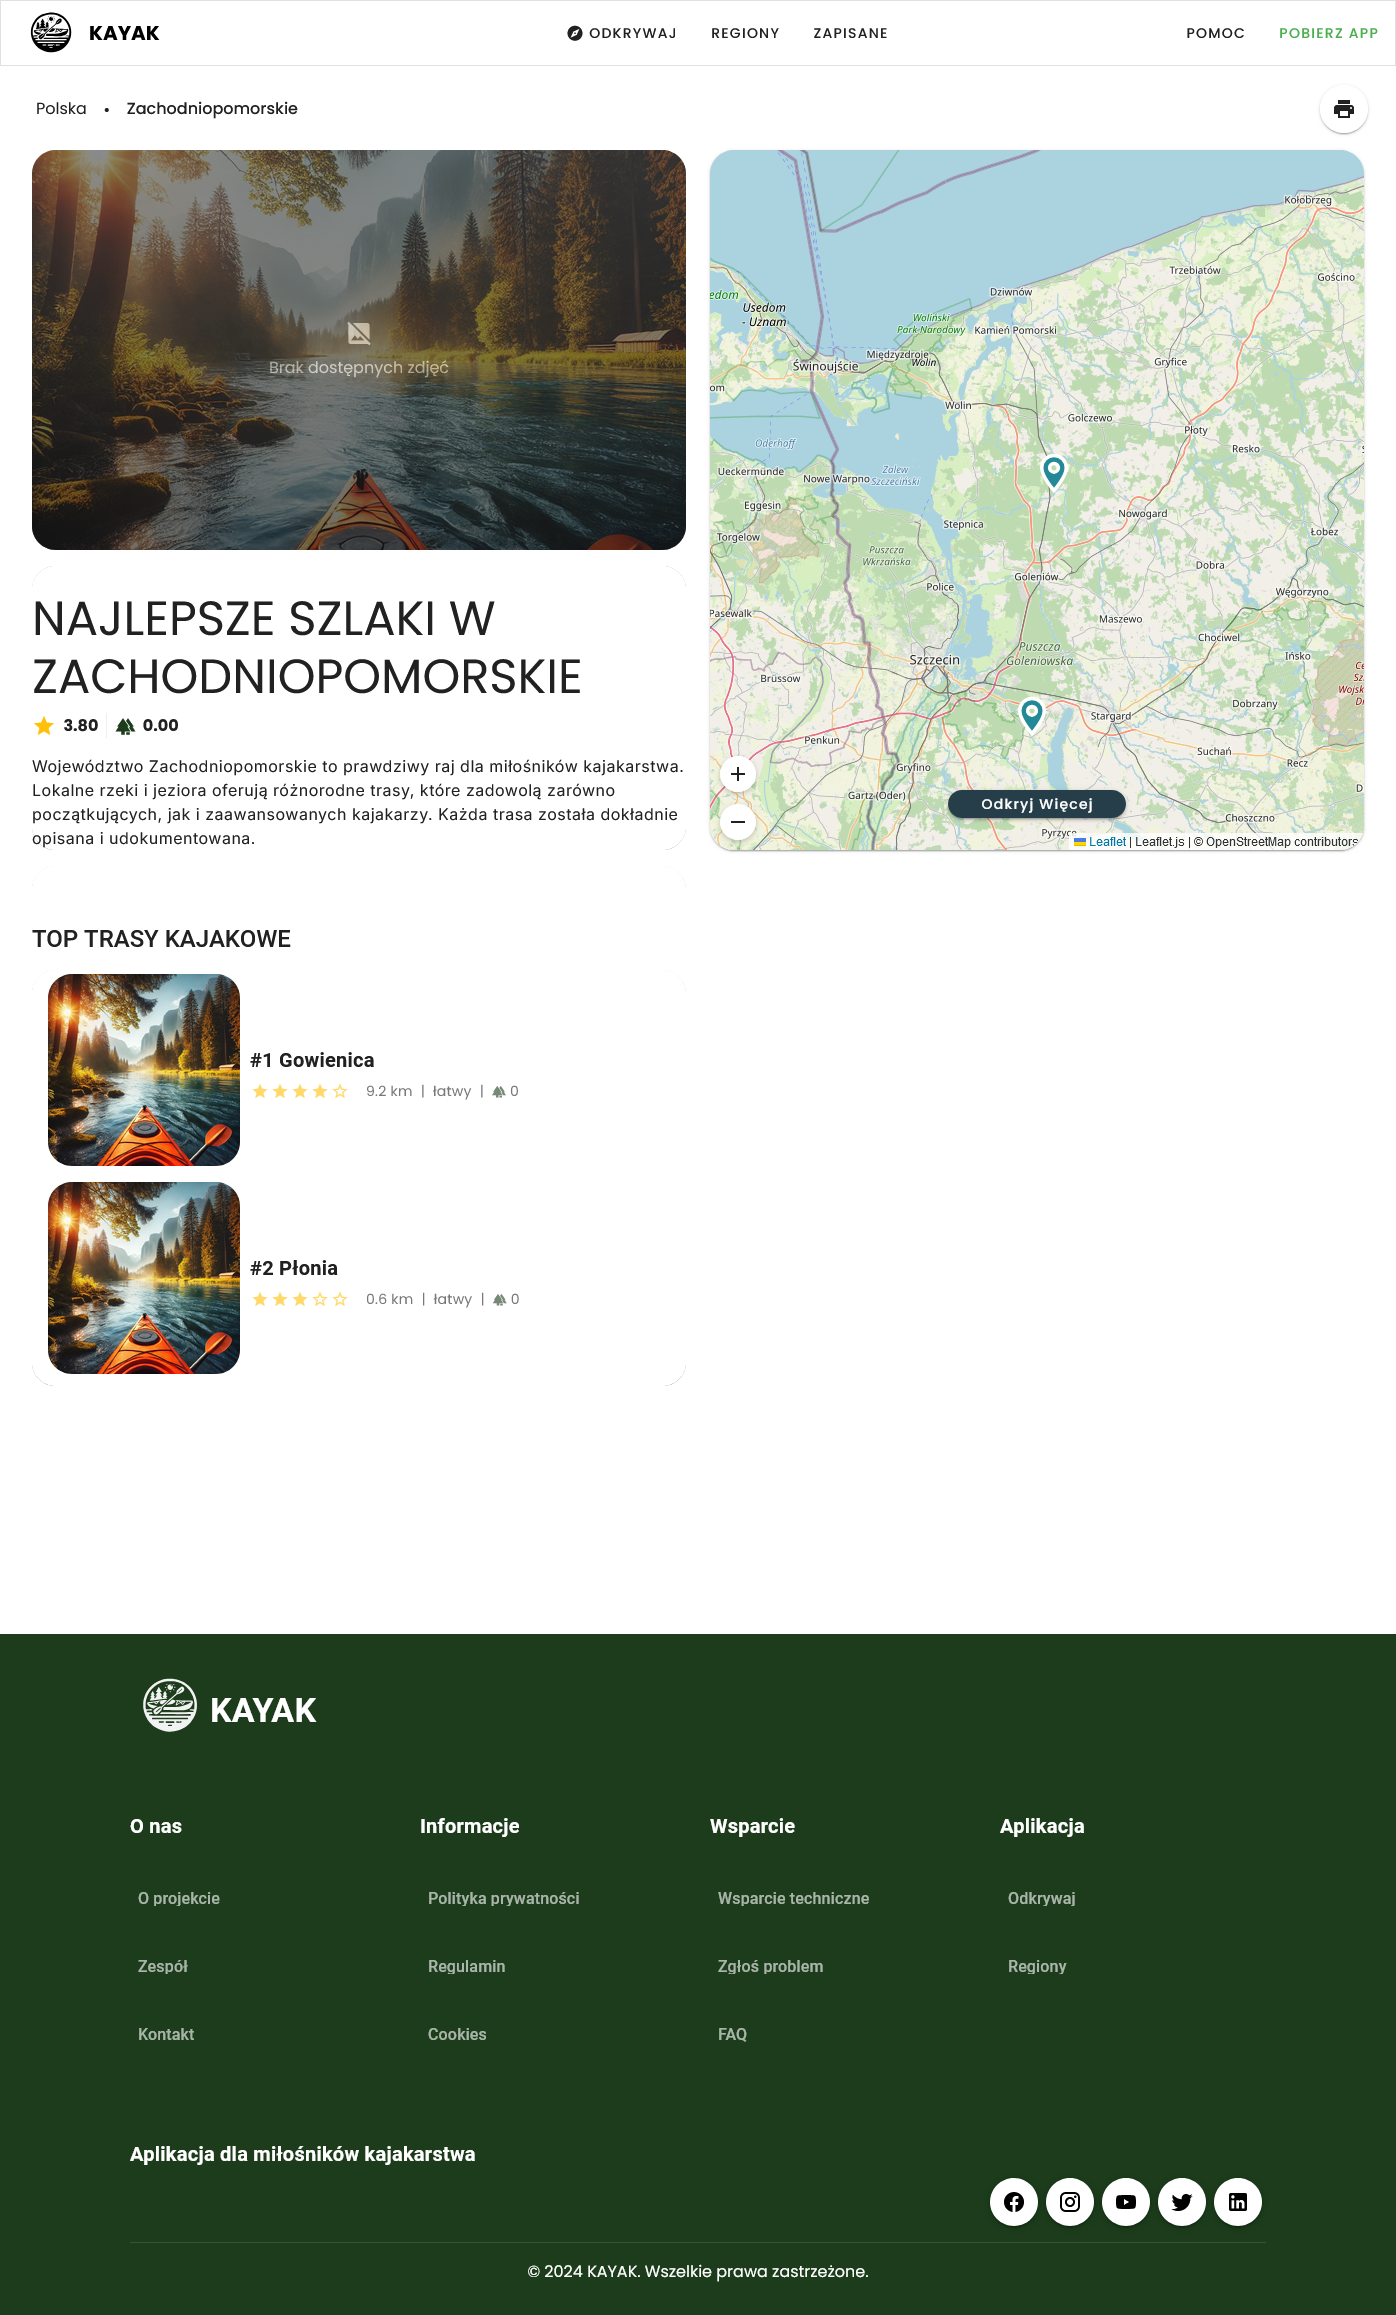 KAYAK
ODKRYWAJ
REGIONY
ZAPISANE
POMOC
POBIERZ APP
Polska • Zachodniopomorskie
Brak dostępnych zdjęć
NAJLEPSZE SZLAKI W
ZACHODNIOPOMORSKIE
3.80
0.00
Województwo Zachodniopomorskie to prawdziwy raj dla miłośników kajakarstwa.
Lokalne rzeki i jeziora oferują różnorodne trasy, które zadowolą zarówno
początkujących, jak i zaawansowanych kajakarzy. Każda trasa została dokładnie
opisana i udokumentowana.
Kołobrzeg
Trzebiatów
Gościno
Dziwnów
Usedom
- Uznam
Woliński
Park Narodowy
Kamień Pomorski
Międzyzdroje
Wolin
Świnoujście
Gryfice
Wolin
Golczewo
Płoty
Resko
Oderhoff
Ueckermünde
Nowe Warpno
Zalew
Szczeciński
Eggesin
Nowogard
Stepnica
Torgelow
Łobez
Puszcza
Wkrzańska
Dobra
Goleniów
Police
Węgorzyno
Pasewalk
Maszewo
Chociwel
Puszcza
Goleniowska
Szczecin
Ińsko
Brüssow
Dobrzany
Stargard
Penkun
Suchań
Recz
Gryfino
Gartz (Oder)
Choszczno
Pyrzyce
+
−
Odkryj Więcej
Leaflet | Leaflet.js | © OpenStreetMap contributors
TOP TRASY KAJAKOWE
#1 Gowienica
9.2 km | łatwy | 0
#2 Płonia
0.6 km | łatwy | 0
KAYAK
O nas
O projekcie
Zespół
Kontakt
Informacje
Polityka prywatności
Regulamin
Cookies
Wsparcie
Wsparcie techniczne
Zgłoś problem
FAQ
Aplikacja
Odkrywaj
Regiony
Aplikacja dla miłośników kajakarstwa
© 2024 KAYAK. Wszelkie prawa zastrzeżone.